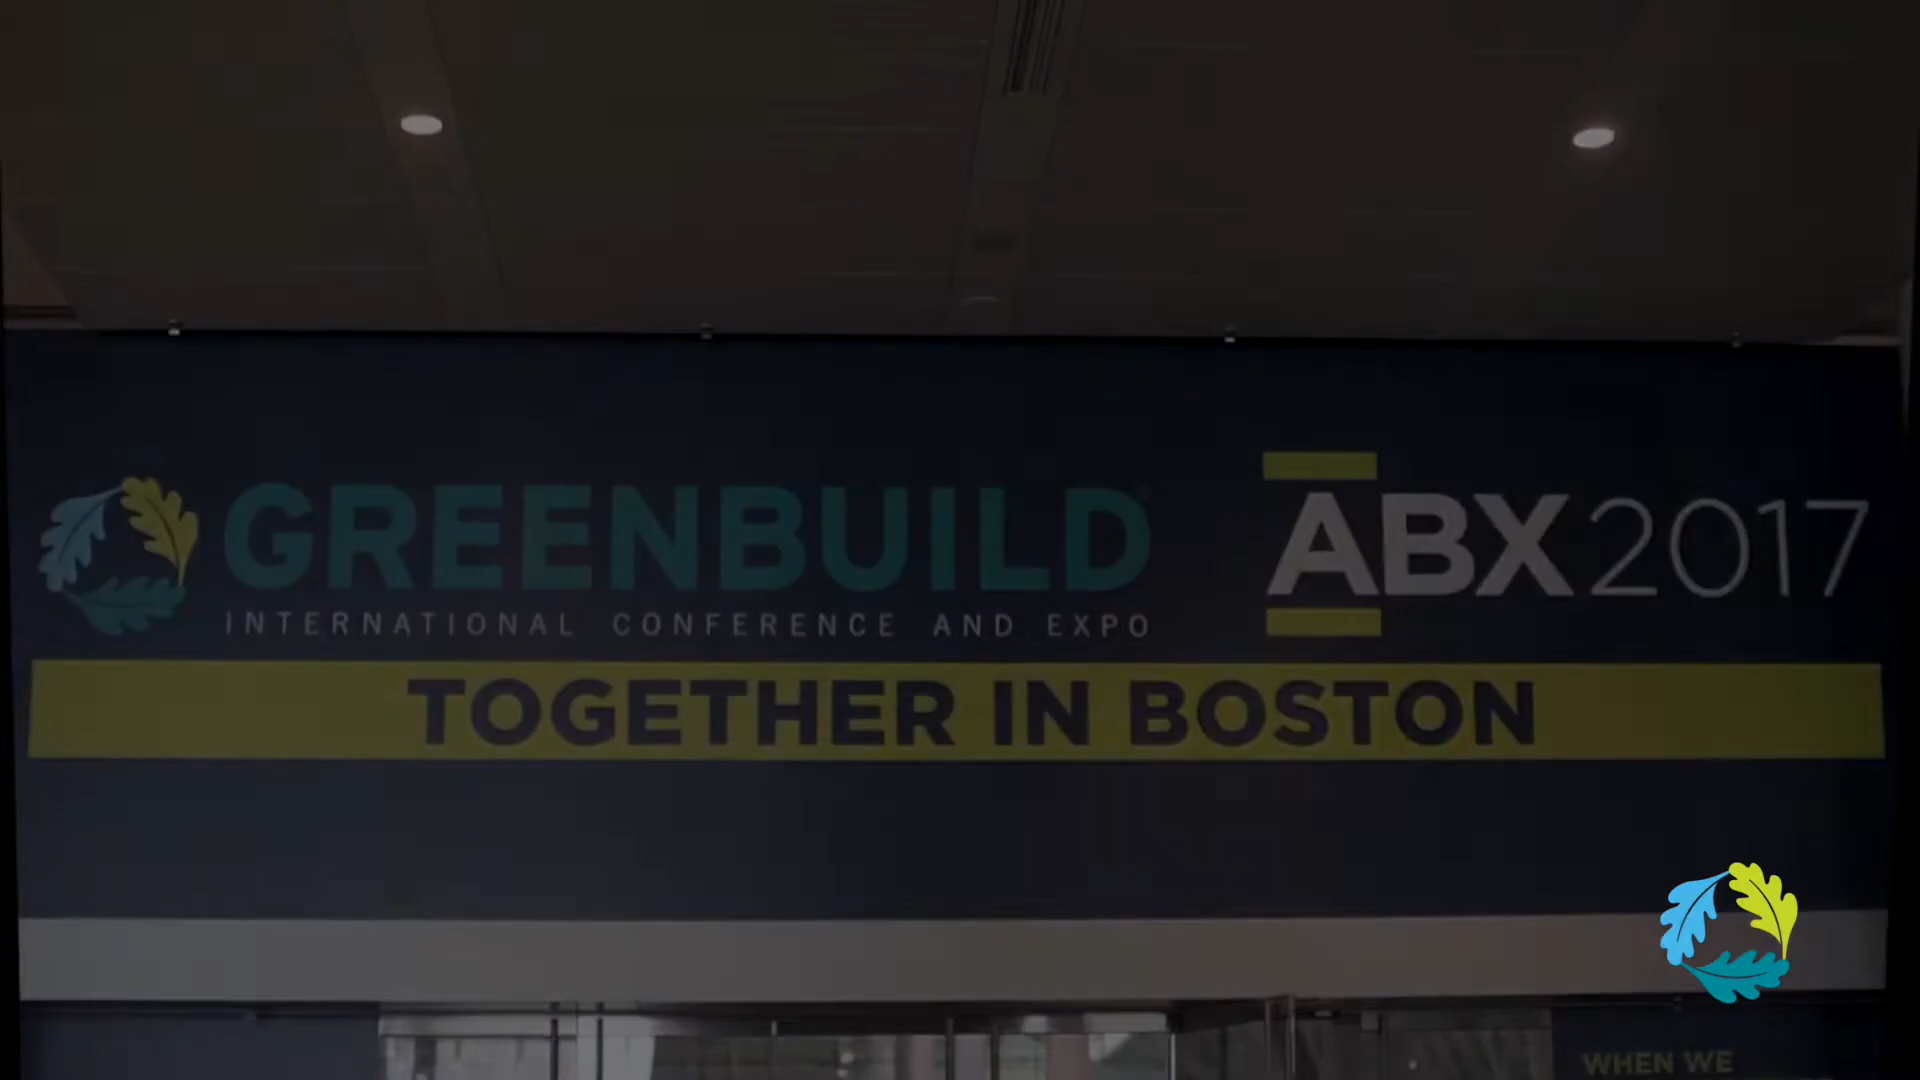 GREENBUILD
INTERNATIONAL CONFERENCE AND EXPO
ABX2017
TOGETHER IN BOSTON
WHEN WE